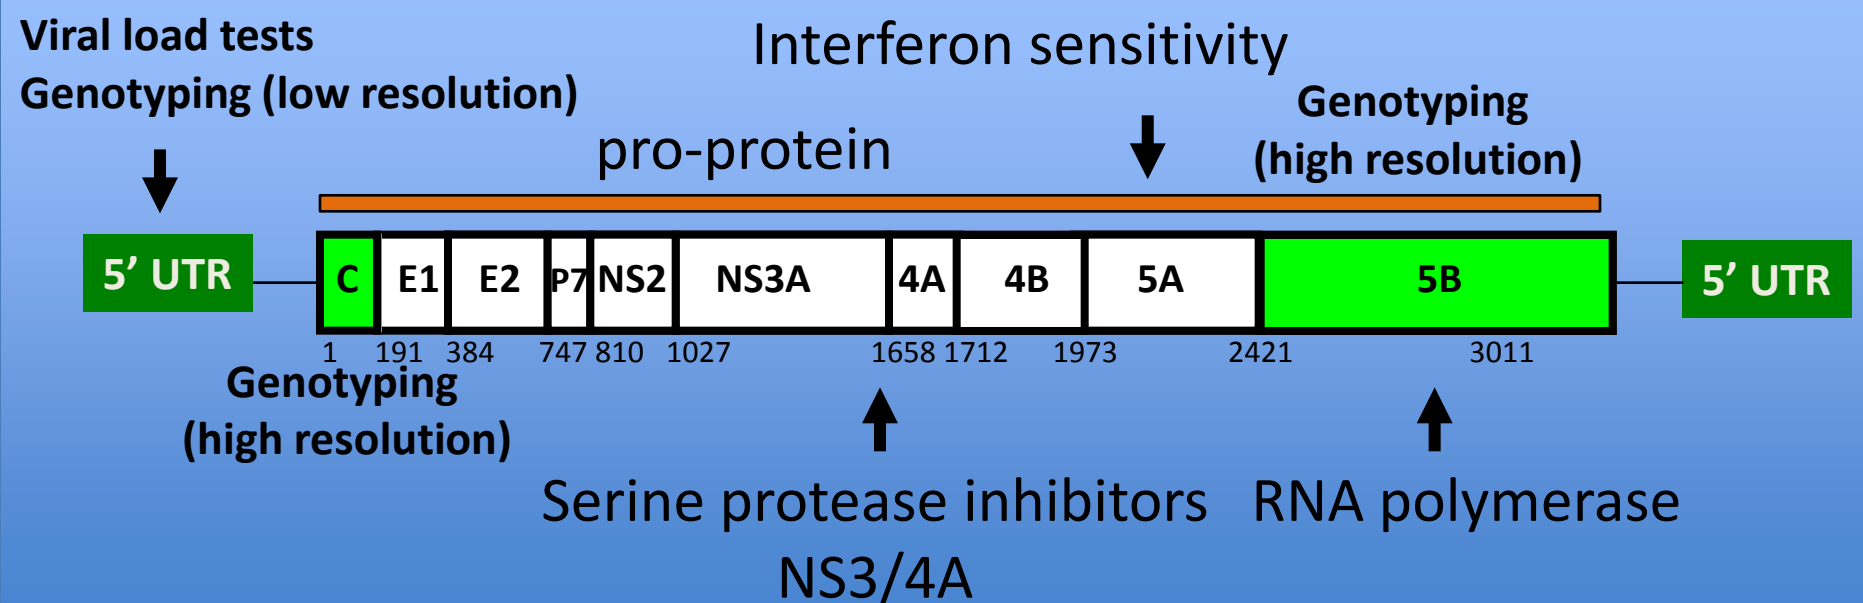 Viral load tests
Genotyping (low resolution)
Interferon sensitivity
Genotyping
(high resolution)
pro-protein
5’ UTR
C E1 E2 P7 NS2 NS3A 4A 4B 5A 5B
5’ UTR
1 191 384 747 810 1027 1658 1712 1973 2421 3011
Genotyping
(high resolution)
Serine protease inhibitors
NS3/4A
RNA polymerase